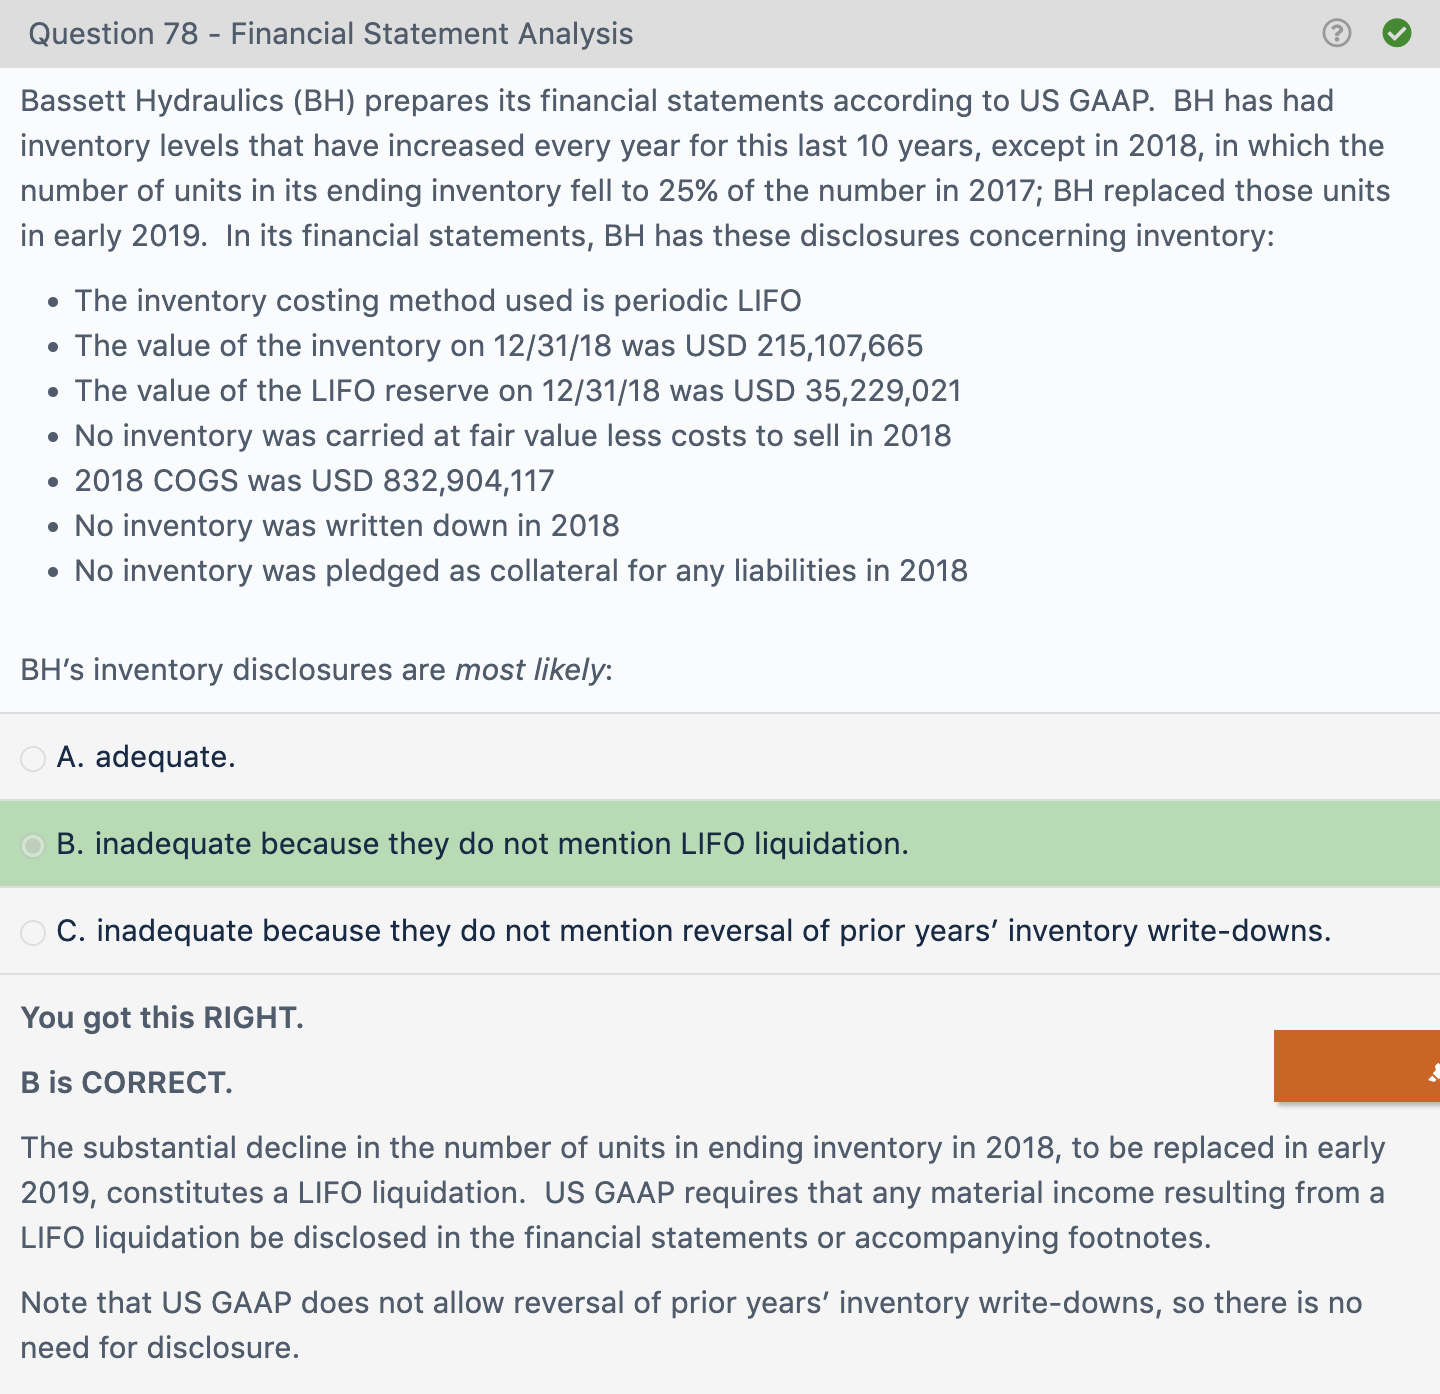 Question 78 - Financial Statement Analysis
Bassett Hydraulics (BH) prepares its financial statements according to US GAAP.  BH has had
inventory levels that have increased every year for this last 10 years, except in 2018, in which the
number of units in its ending inventory fell to 25% of the number in 2017; BH replaced those units
in early 2019.  In its financial statements, BH has these disclosures concerning inventory:
• The inventory costing method used is periodic LIFO
• The value of the inventory on 12/31/18 was USD 215,107,665
• The value of the LIFO reserve on 12/31/18 was USD 35,229,021
• No inventory was carried at fair value less costs to sell in 2018
• 2018 COGS was USD 832,904,117
• No inventory was written down in 2018
• No inventory was pledged as collateral for any liabilities in 2018
BH’s inventory disclosures are most likely:
A. adequate.
B. inadequate because they do not mention LIFO liquidation.
C. inadequate because they do not mention reversal of prior years’ inventory write-downs.
You got this RIGHT.
B is CORRECT.
The substantial decline in the number of units in ending inventory in 2018, to be replaced in early
2019, constitutes a LIFO liquidation.  US GAAP requires that any material income resulting from a
LIFO liquidation be disclosed in the financial statements or accompanying footnotes.
Note that US GAAP does not allow reversal of prior years’ inventory write-downs, so there is no
need for disclosure.